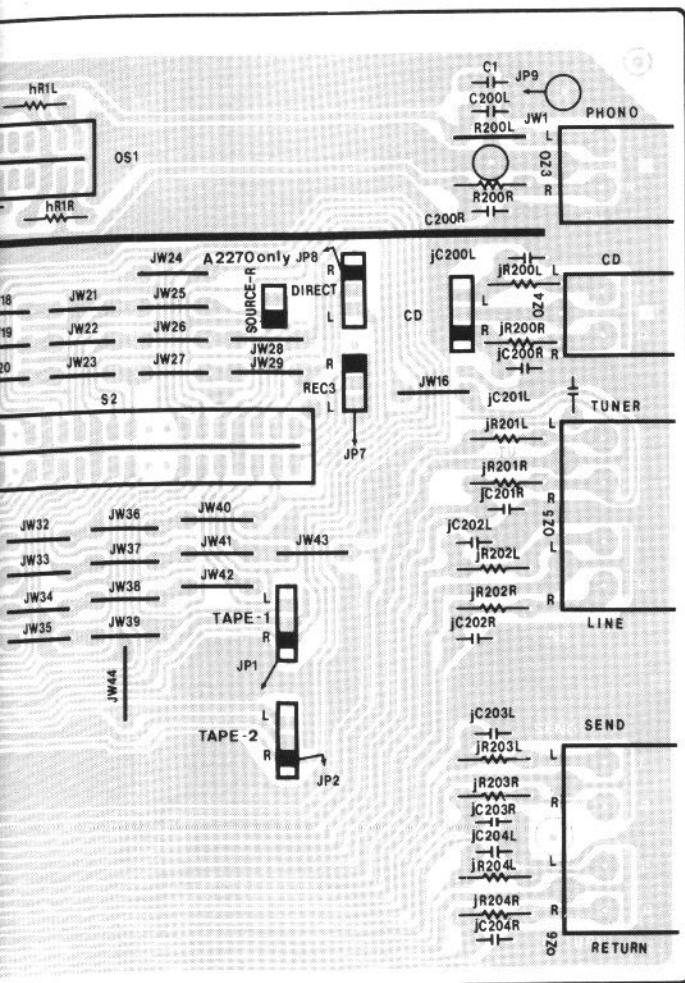 hR1L
C1
JP9
C200L
JW1
PHONO
R200L
L
OS1
OZ3
R
R200R
hR1R
C200R
JW24
A2270only
JP8
jC200L
CD
R
jR200L
L
DIRECT
SOURCE-R
L
CD
L
R
OZ4
18
JW21
JW25
19
JW22
JW26
JW28
jR200R
jC200R
R
20
JW23
JW27
JW29
R
REC3
L
JW16
jC201L
TUNER
S2
JP7
jR201L
L
jR201R
R
jC201R
OZ5
JW32
JW36
JW40
jC202L
L
JW33
JW37
JW41
JW43
jR202L
JW34
JW38
JW42
L
TAPE-1
R
jR202R
R
jC202R
LINE
JW35
JW39
JP1
JW44
L
TAPE-2
R
JP2
jC203L
SEND
jR203L
L
jR203R
R
jC203R
jC204L
L
jR204L
jR204R
R
jC204R
OZ6
RETURN